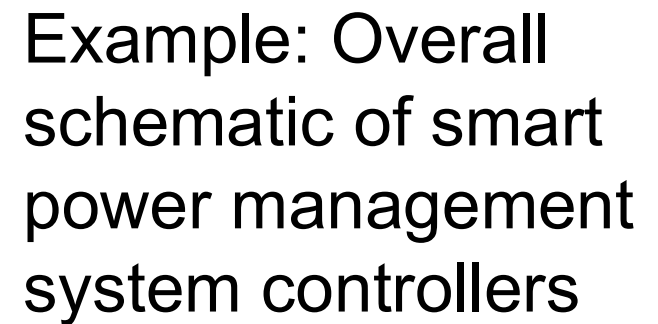 Example: Overall
schematic of smart
power management
system controllers